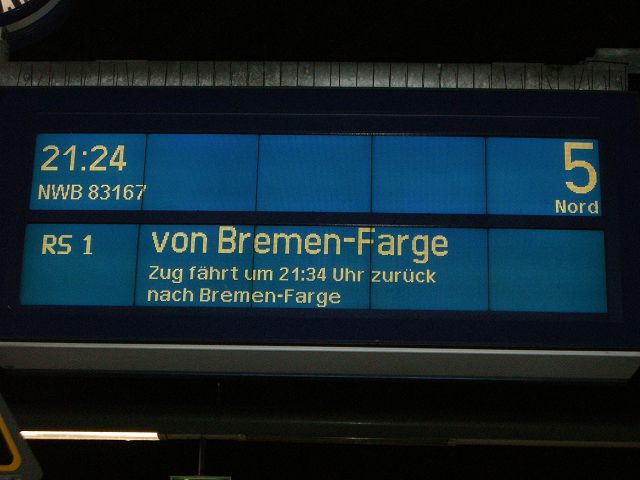 21:24
5
NWB 83167
Nord
RS 1
von Bremen-Farge
Zug fährt um 21:34 Uhr zurück
nach Bremen-Farge